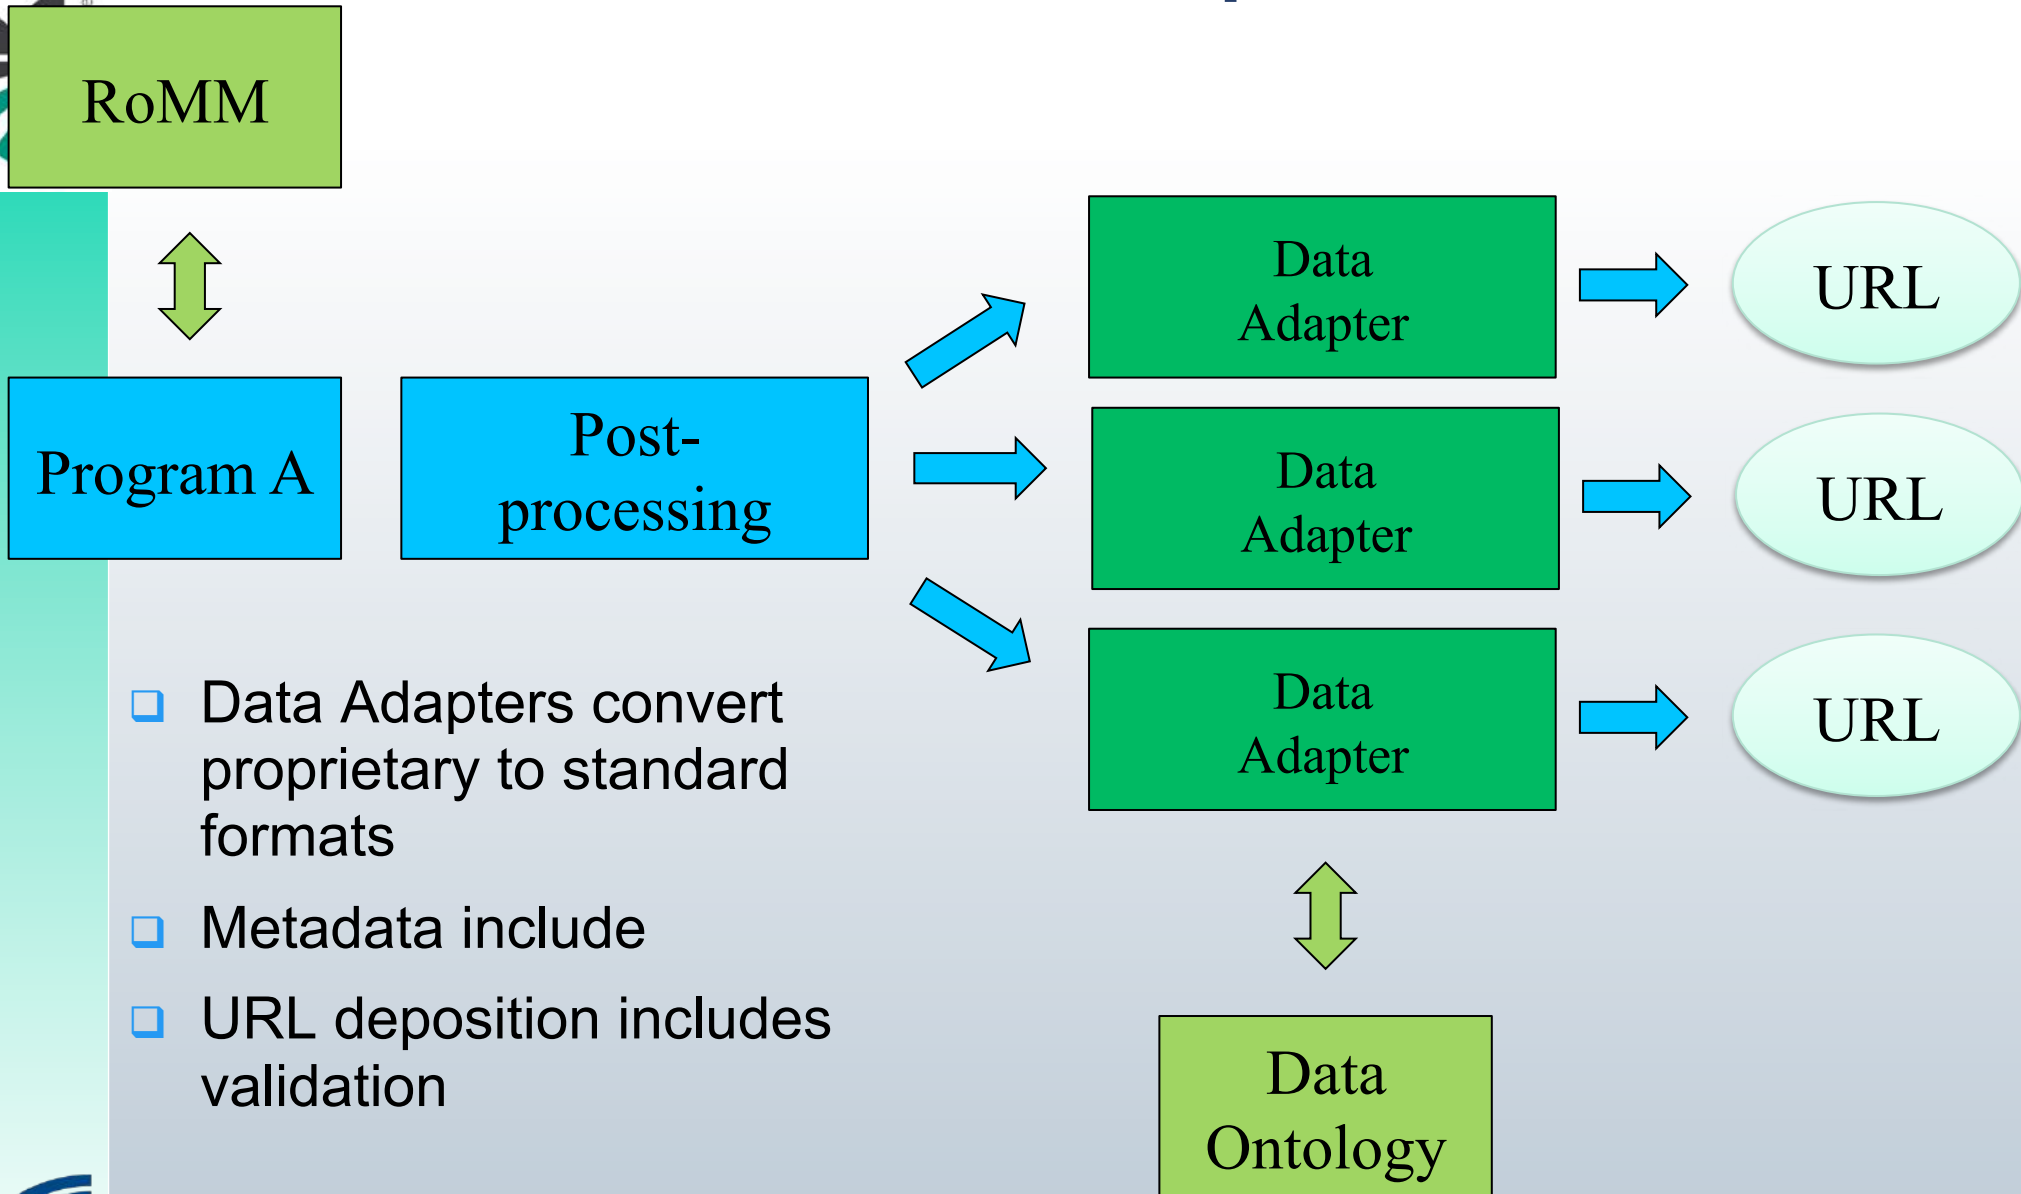 RoMM
Program A
Post-
processing
Data
Adapter
URL
Data
Adapter
URL
Data
Adapter
URL
Data
Ontology
Data Adapters convert
proprietary to standard
formats
Metadata include
URL deposition includes
validation